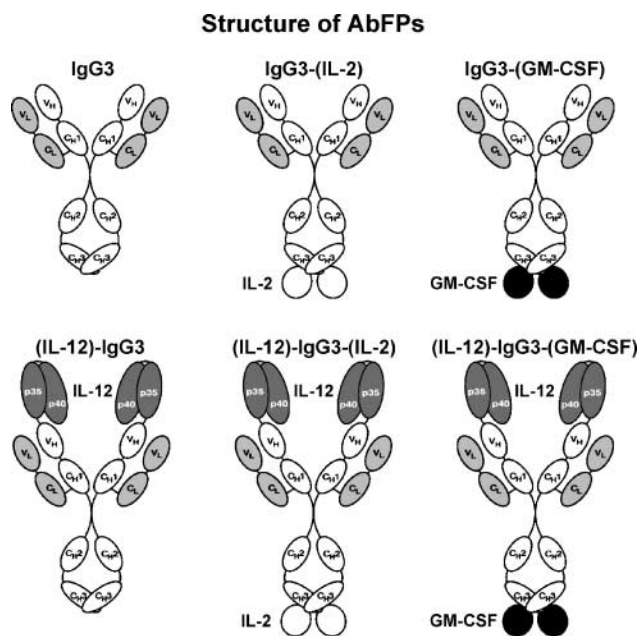 Structure of AbFPs
IgG3 IgG3-(IL-2) IgG3-(GM-CSF)
VH VH VH VH VH VH
VL VL VL VL VL VL
CH1 CH1 CH1 CH1 CH1 CH1
CL CL CL CL CL CL
CH2 CH2 CH2 CH2 CH2 CH2
CH3 CH3 CH3 CH3 CH3 CH3
IL-2 GM-CSF
(IL-12)-IgG3 (IL-12)-IgG3-(IL-2) (IL-12)-IgG3-(GM-CSF)
p35 IL-12 p35 p35 IL-12 p35 p35 IL-12 p35
p40 p40 p40 p40 p40 p40
VH VH VH VH VH VH
VL VL VL VL VL VL
CH1 CH1 CH1 CH1 CH1 CH1
CL CL CL CL CL CL
CH2 CH2 CH2 CH2 CH2 CH2
CH3 CH3 CH3 CH3 CH3 CH3
IL-2 GM-CSF